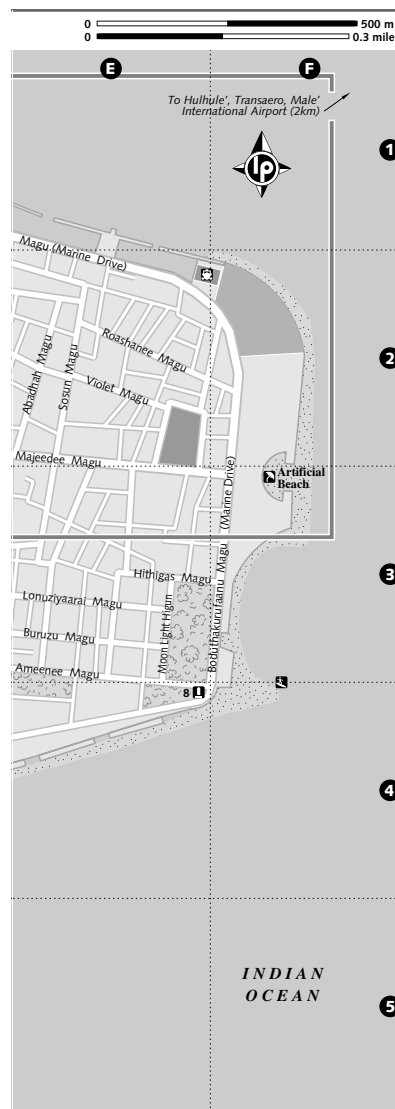 0 500 m
0 0.3 mile
E F
To Hulhule', Transaero, Male'
International Airport (2km)
lp
1
Magu (Marine Drive)
Roashanee Magu
2
Abadhah Magu
Sosun Magu
Violet Magu
Majeedee Magu
Artificial
Beach
Boduthakurufaanu Magu (Marine Drive)
3
Hithigas Magu
Lonuziyaarai Magu
Moon Light Higun
Buruzu Magu
Ameenee Magu
8
4
INDIAN
OCEAN
5